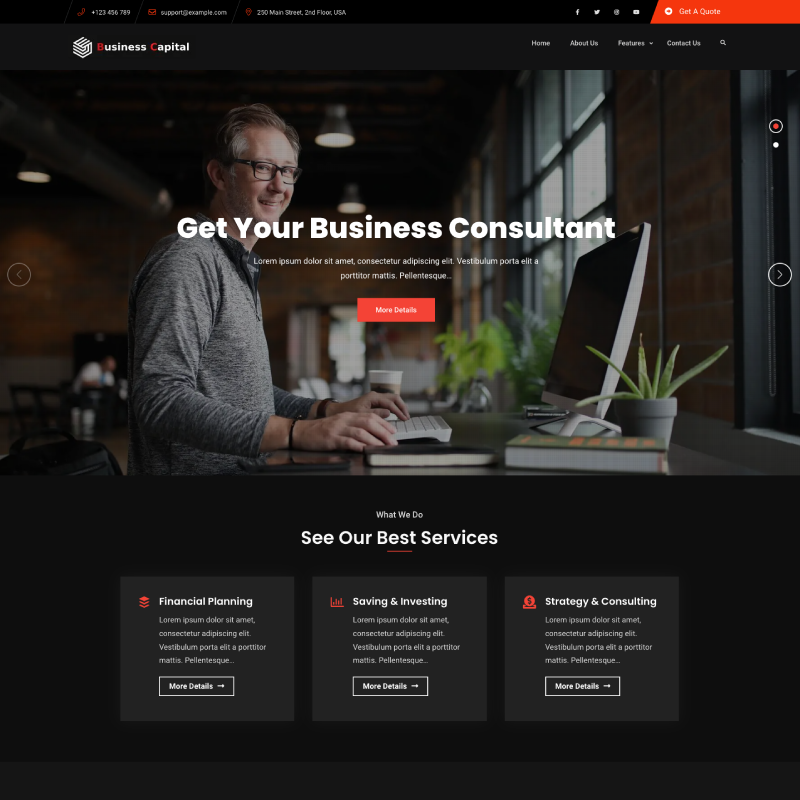 +123 456 789
support@example.com
250 Main Street, 2nd Floor, USA
Get A Quote
Business Capital
Home
About Us
Features
Contact Us
Get Your Business Consultant
Lorem ipsum dolor sit amet, consectetur adipiscing elit. Vestibulum porta elit a
porttitor mattis. Pellentesque...
More Details
What We Do
See Our Best Services
Financial Planning
Lorem ipsum dolor sit amet,
consectetur adipiscing elit.
Vestibulum porta elit a porttitor
mattis. Pellentesque...
More Details
Saving & Investing
Lorem ipsum dolor sit amet,
consectetur adipiscing elit.
Vestibulum porta elit a porttitor
mattis. Pellentesque...
More Details
Strategy & Consulting
Lorem ipsum dolor sit amet,
consectetur adipiscing elit.
Vestibulum porta elit a porttitor
mattis. Pellentesque...
More Details